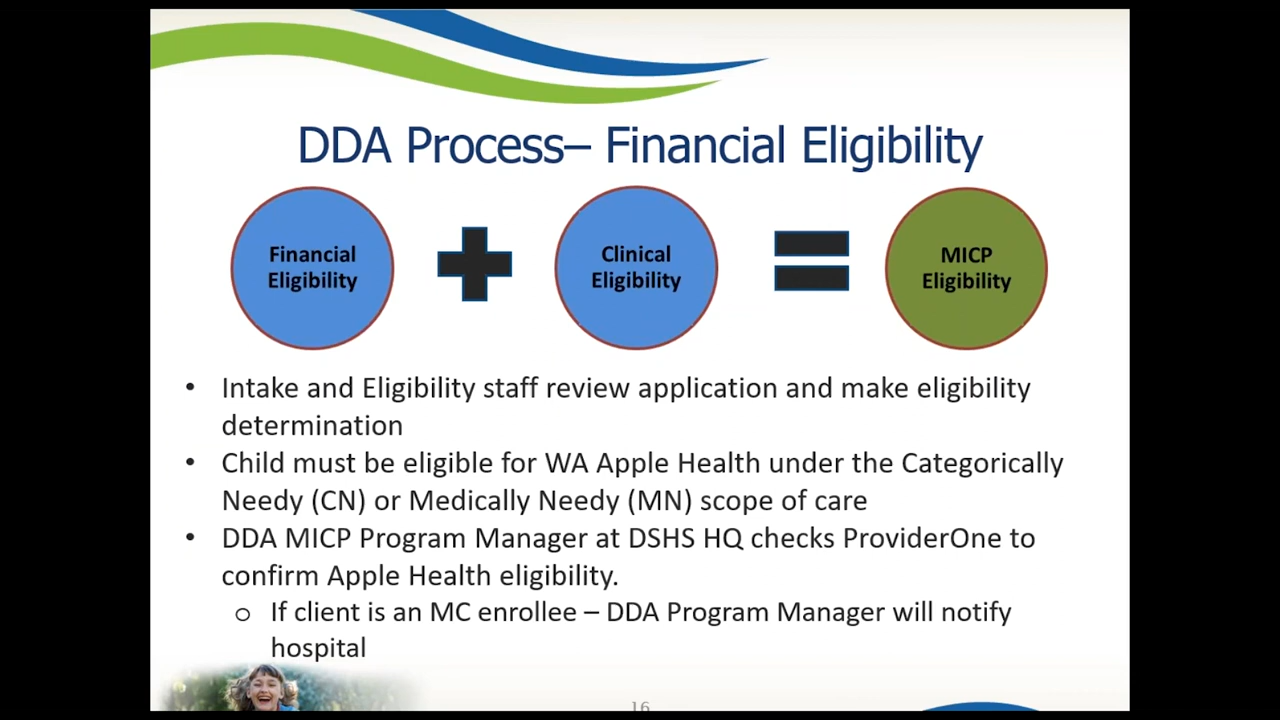 DDA Process– Financial Eligibility
Financial
Eligibility
Clinical
Eligibility
MICP
Eligibility
• Intake and Eligibility staff review application and make eligibility
determination
• Child must be eligible for WA Apple Health under the Categorically
Needy (CN) or Medically Needy (MN) scope of care
• DDA MICP Program Manager at DSHS HQ checks ProviderOne to
confirm Apple Health eligibility.
o If client is an MC enrollee – DDA Program Manager will notify
hospital
16